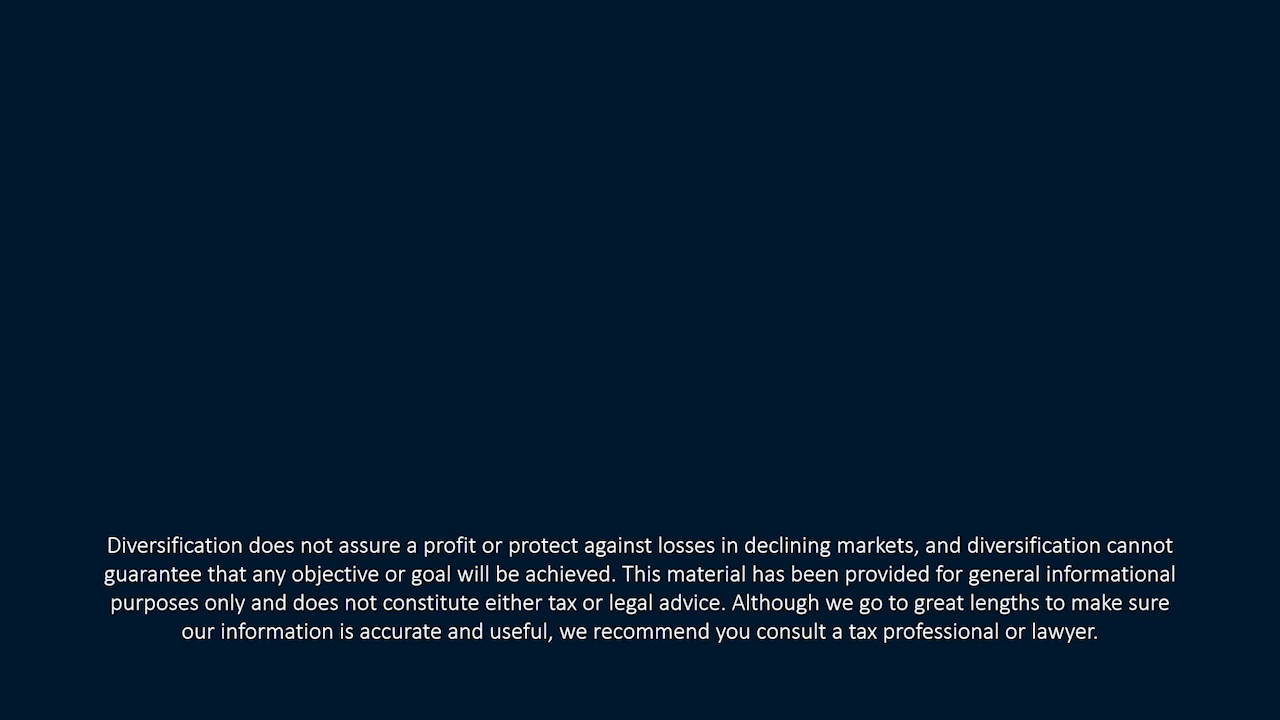 Diversification does not assure a profit or protect against losses in declining markets, and diversification cannot
guarantee that any objective or goal will be achieved. This material has been provided for general informational
purposes only and does not constitute either tax or legal advice. Although we go to great lengths to make sure
our information is accurate and useful, we recommend you consult a tax professional or lawyer.